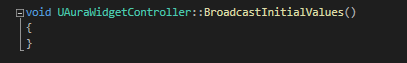 void UAuraWidgetController::BroadcastInitialValues()
{
}